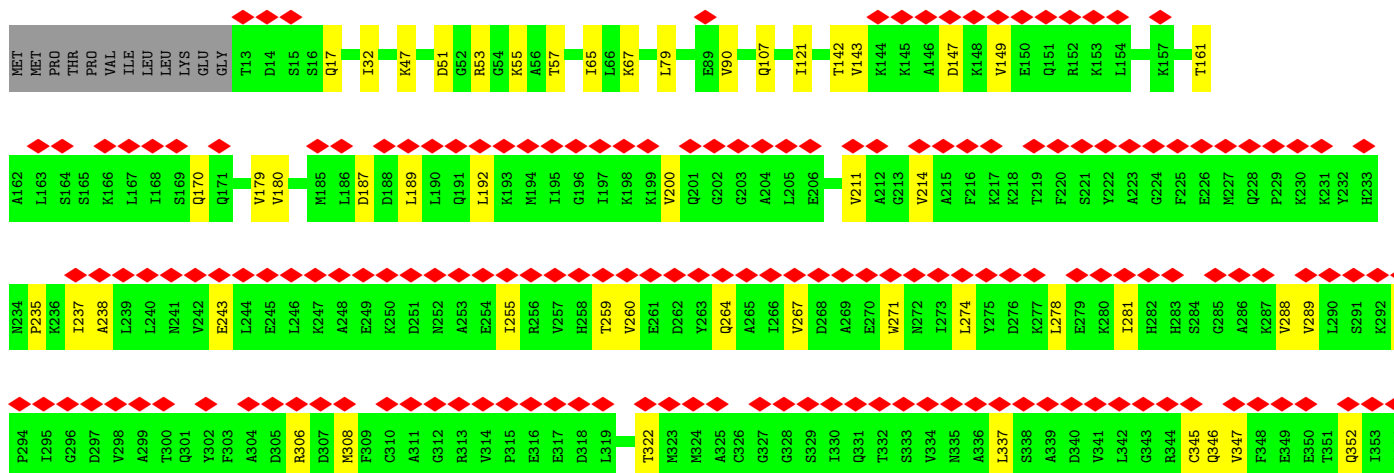 MET MET PRO THR PRO VAL ILE LEU LEU LYS GLU GLY T13 D14 S15 S16 Q17 I32 K47 D51 G52 R53 G54 K55 A56 T57 I65 L66 K67 L79 E89 V90 Q107 I121 T142 V143 K144 K145 A146 D147 K148 V149 E150 Q151 R152 K153 L154 K157 T161
A162 L163 S164 S165 K166 L167 I168 S169 Q170 Q171 V179 V180 M185 L186 D187 D188 L189 L190 Q191 L192 K193 M194 I195 G196 I197 K198 K199 V200 Q201 G202 G203 A204 L205 E206 V211 A212 G213 V214 A215 F216 K217 K218 T219 F220 S221 Y222 A223 G224 F225 E226 M227 Q228 P229 K230 K231 Y232 H233
N234 P235 K236 I237 A238 L239 L240 N241 V242 E243 L244 E245 L246 K247 A248 E249 K250 D251 N252 A253 E254 I255 R256 V257 H258 T259 V260 E261 D262 Y263 Q264 A265 I266 V267 D268 A269 E270 W271 N272 I273 L274 Y275 D276 K277 L278 E279 K280 I281 H282 H283 S284 G285 A286 K287 V288 V289 L290 S291 K292
P294 I295 G296 D297 V298 A299 T300 Q301 Y302 F303 A304 D305 R306 D307 M308 F309 C310 A311 G312 R313 V314 P315 E316 E317 D318 L319 T322 M323 M324 A325 C326 G327 G328 S329 I330 Q331 T332 S333 V334 N335 A336 L337 S338 A339 D340 V341 L342 G343 R344 C345 Q346 V347 F348 E349 E350 T351 Q352 I353